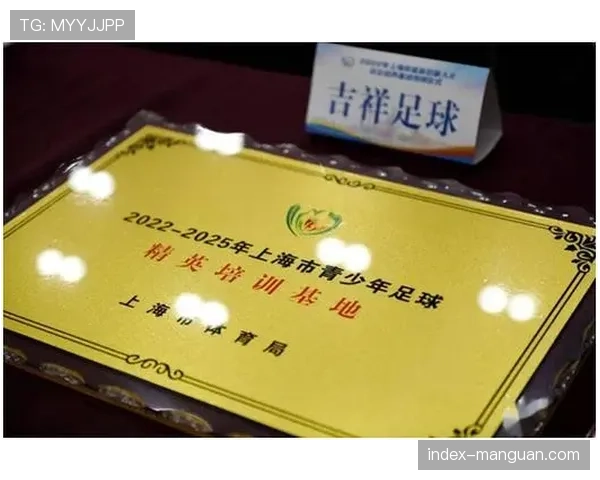 TG: MYYJJPP
吉祥足球
2022-2025年上海市青少年足球
精英培训基地
上海市体育局
index-manguan.com